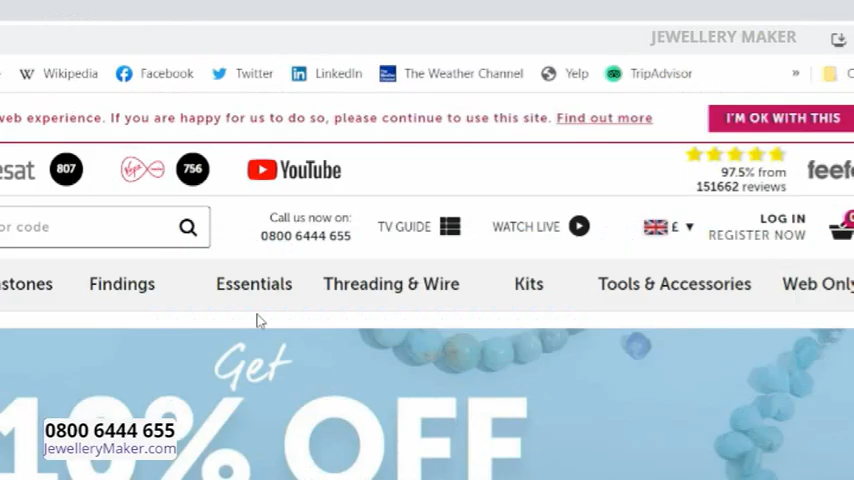 JEWELLERY MAKER
Wikipedia Facebook Twitter LinkedIn The Weather Channel Yelp TripAdvisor »
web experience. If you are happy for us to do so, please continue to use this site. Find out more I'M OK WITH THIS
esat 807 756 YouTube
97.5% from
151662 reviews
feefo
or code
Call us now on:
0800 6444 655
TV GUIDE WATCH LIVE £ ▼
LOG IN
REGISTER NOW
nstones Findings Essentials Threading & Wire Kits Tools & Accessories Web Only
Get
10% OFF
0800 6444 655
JewelleryMaker.com